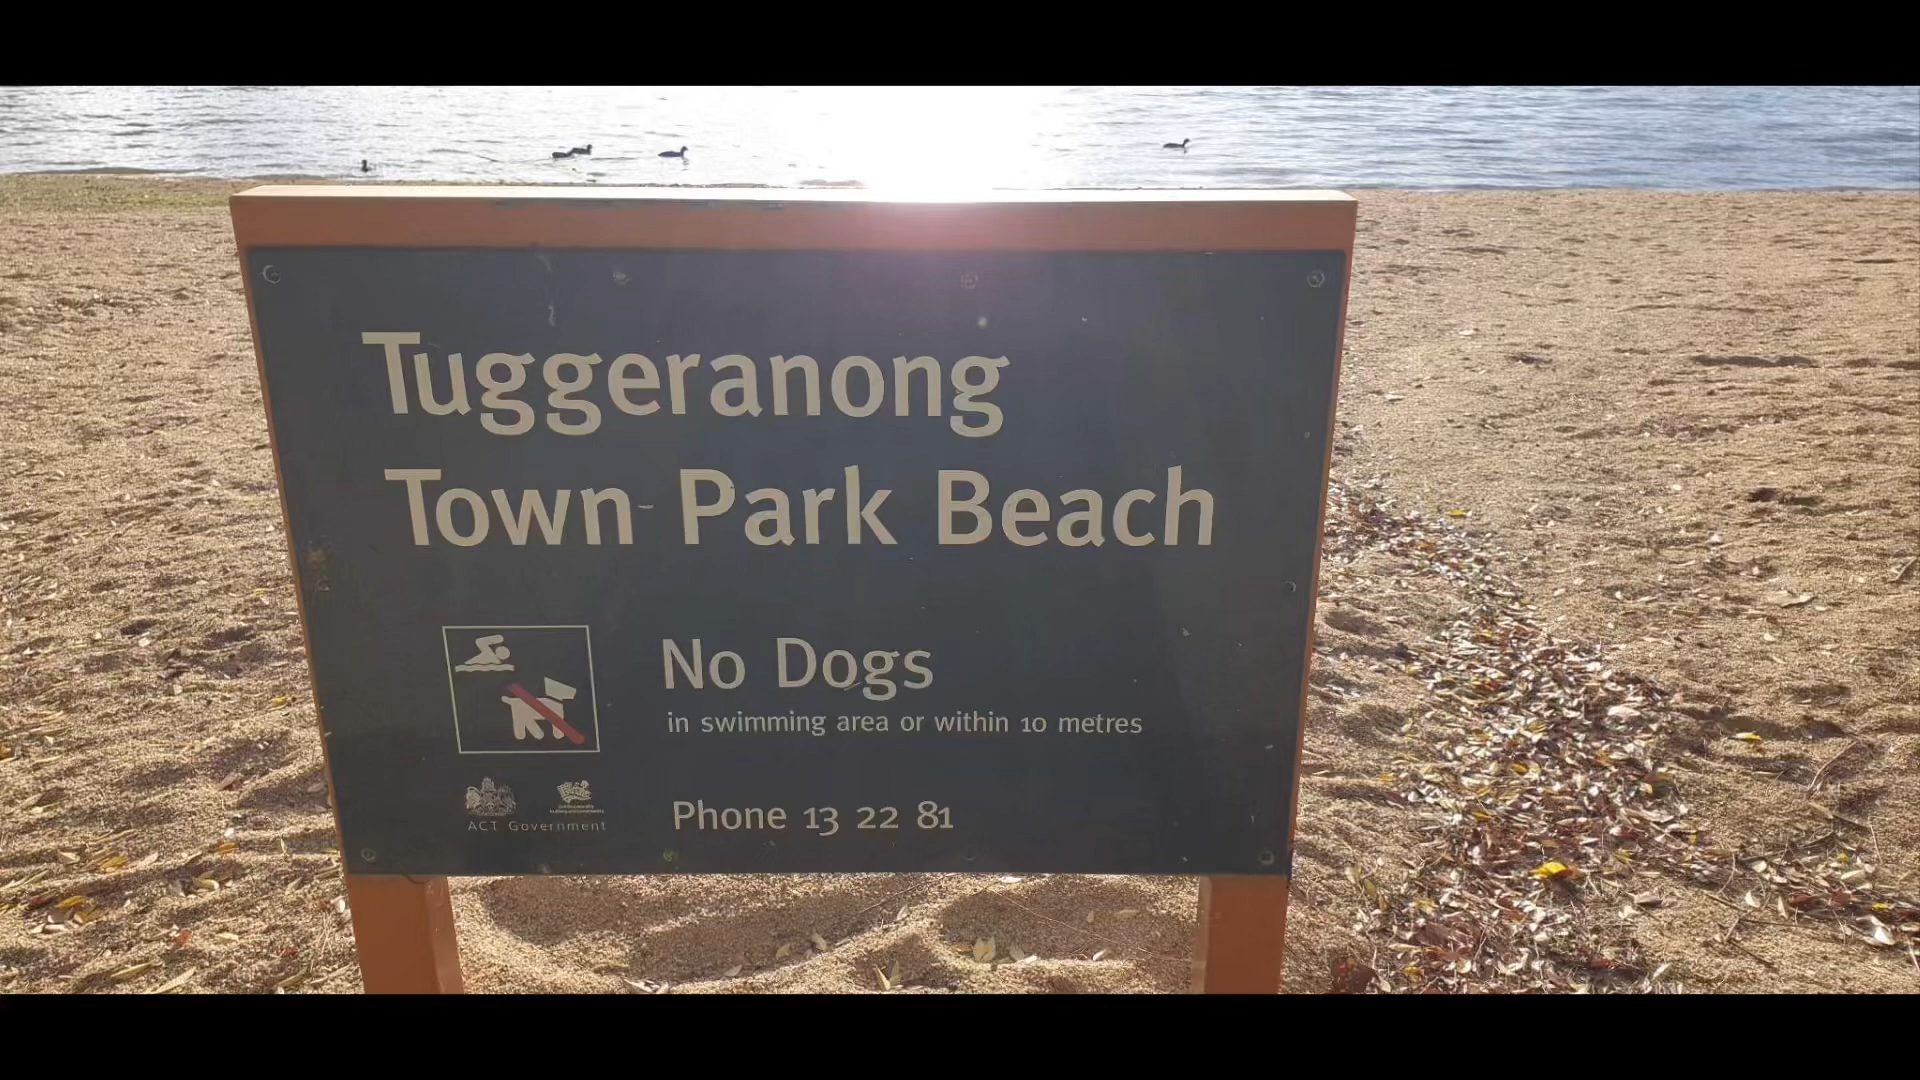 Tuggeranong
Town Park Beach
No Dogs
in swimming area or within 10 metres
ACT Government
Phone 13 22 81